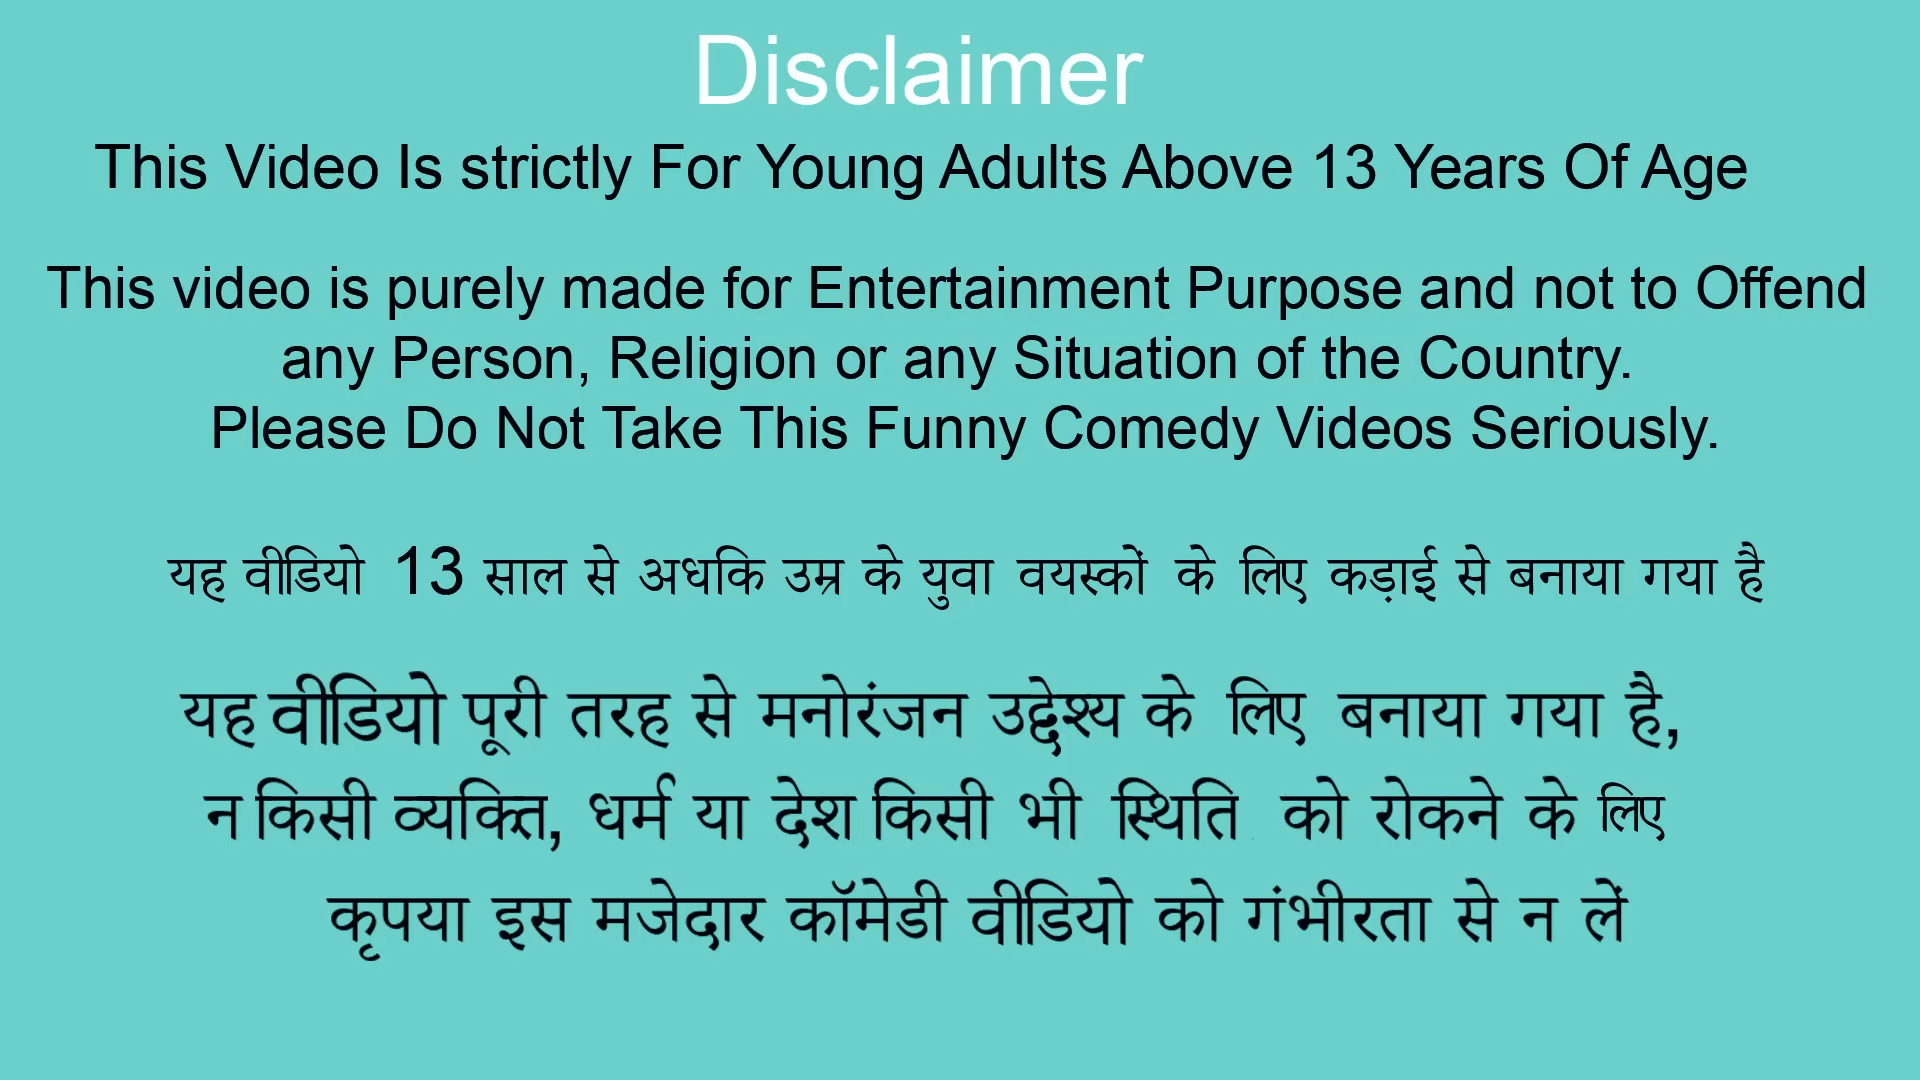 Disclaimer
This Video Is strictly For Young Adults Above 13 Years Of Age
This video is purely made for Entertainment Purpose and not to Offend
any Person, Religion or any Situation of the Country.
Please Do Not Take This Funny Comedy Videos Seriously.
यह वीडियो 13 साल से अधकि उम्र के युवा वयस्कों के लिए कड़ाई से बनाया गया है
यह वीडियो पूरी तरह से मनोरंजन उद्देश्य के लिए बनाया गया है,
न किसी व्यक्ति, धर्म या देश किसी भी स्थिति को रोकने के लिए
कृपया इस मजेदार कॉमेडी वीडियो को गंभीरता से न लें